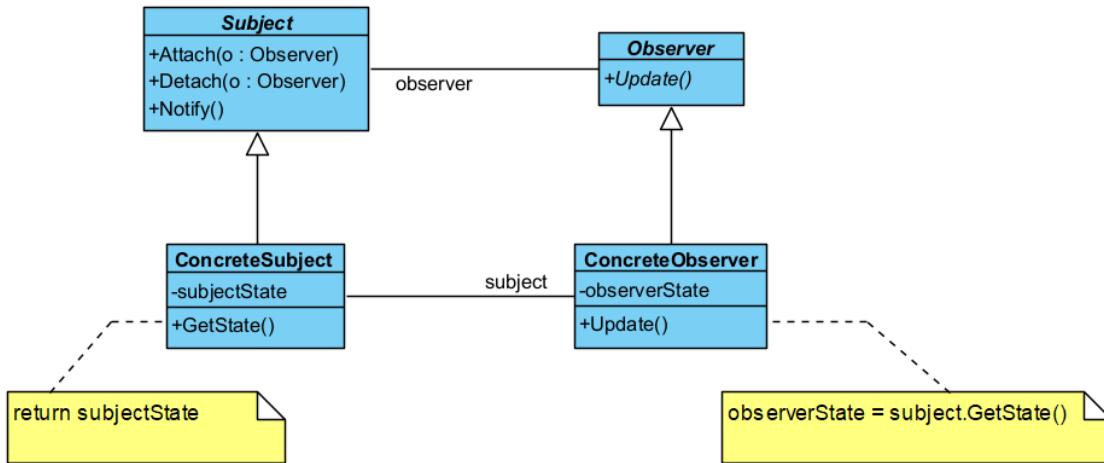 Subject
+Attach(o : Observer)
+Detach(o : Observer)
+Notify()
observer
Observer
+Update()
ConcreteSubject
-subjectState
+GetState()
subject
ConcreteObserver
-observerState
+Update()
return subjectState
observerState = subject.GetState()